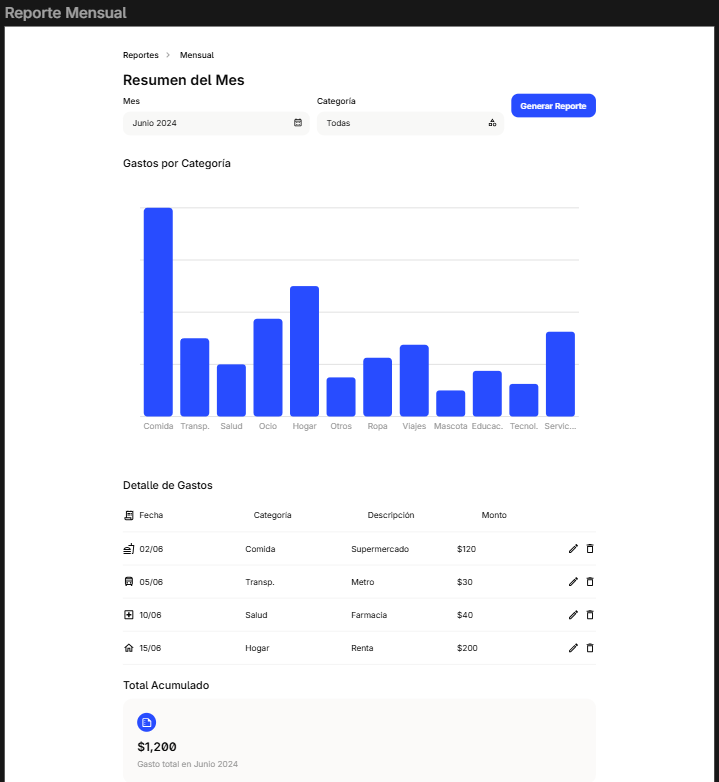 Reporte Mensual
Reportes > Mensual
Resumen del Mes
Mes
Categoría
Junio 2024
Todas
Generar Reporte
Gastos por Categoría
Comida Transp. Salud Ocio Hogar Otros Ropa Viajes Mascota Educac. Tecnol. Servic...
Detalle de Gastos
Fecha Categoría Descripción Monto
02/06 Comida Supermercado $120
05/06 Transp. Metro $30
10/06 Salud Farmacia $40
15/06 Hogar Renta $200
Total Acumulado
$1,200
Gasto total en Junio 2024